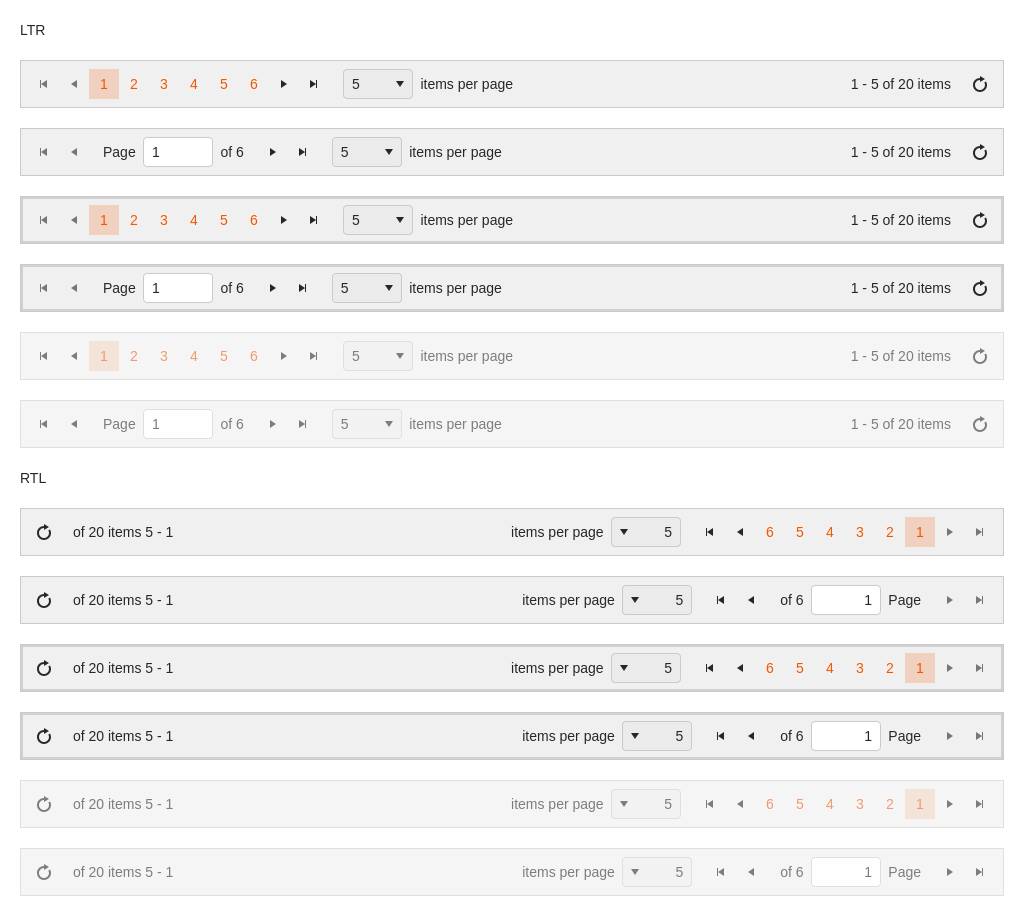 LTR
1 2 3 4 5 6 5 items per page 1 - 5 of 20 items
Page 1 of 6 5 items per page 1 - 5 of 20 items
1 2 3 4 5 6 5 items per page 1 - 5 of 20 items
Page 1 of 6 5 items per page 1 - 5 of 20 items
1 2 3 4 5 6 5 items per page 1 - 5 of 20 items
Page 1 of 6 5 items per page 1 - 5 of 20 items
RTL
of 20 items 5 - 1 items per page 5 6 5 4 3 2 1
of 20 items 5 - 1 items per page 5 of 6 1 Page
of 20 items 5 - 1 items per page 5 6 5 4 3 2 1
of 20 items 5 - 1 items per page 5 of 6 1 Page
of 20 items 5 - 1 items per page 5 6 5 4 3 2 1
of 20 items 5 - 1 items per page 5 of 6 1 Page